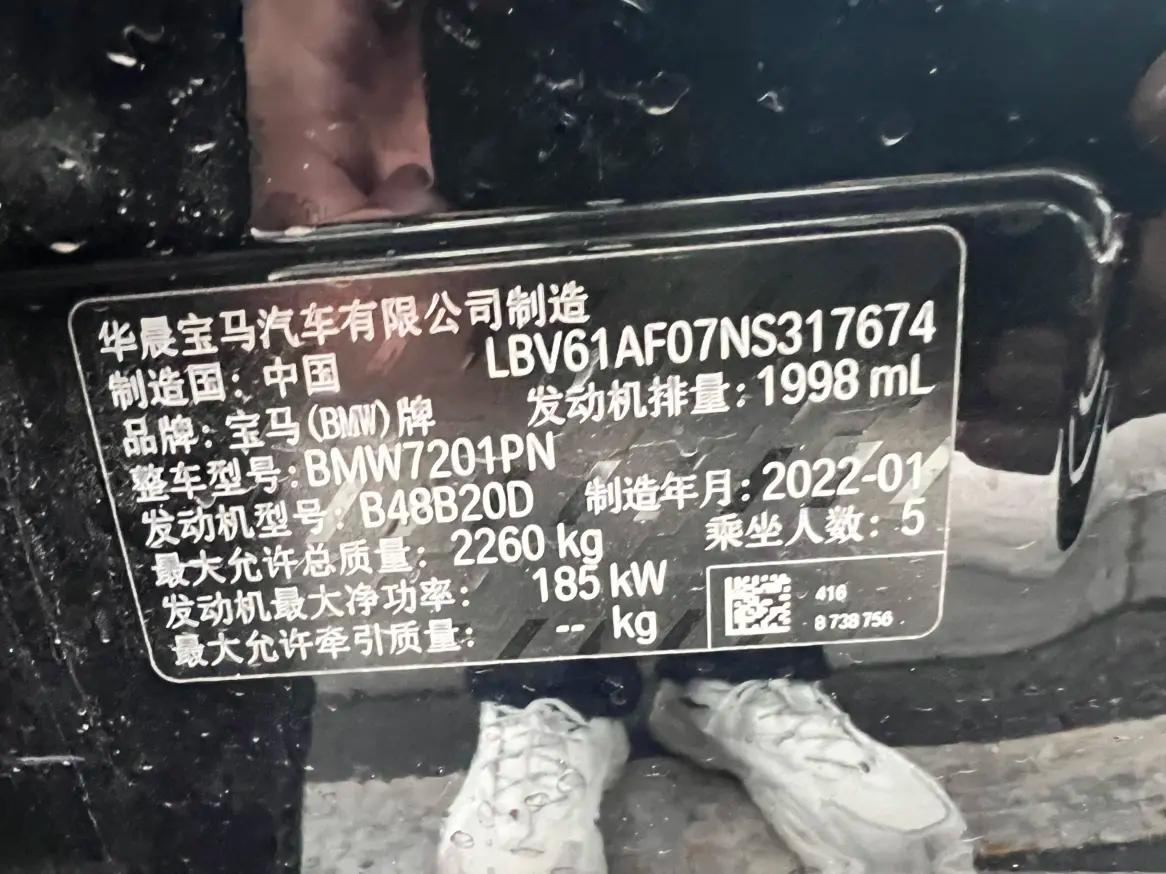 华晨宝马汽车有限公司制造
LBV61AF07NS317674
制造国：中国
发动机排量：1998 mL
品牌：宝马(BMW)牌
整车型号：BMW7201PN
制造年月：2022-01
发动机型号：B48B20D
乘坐人数：5
最大允许总质量：2260 kg
发动机最大净功率：185 kW
最大允许牵引质量：-- kg
416
8 738 756